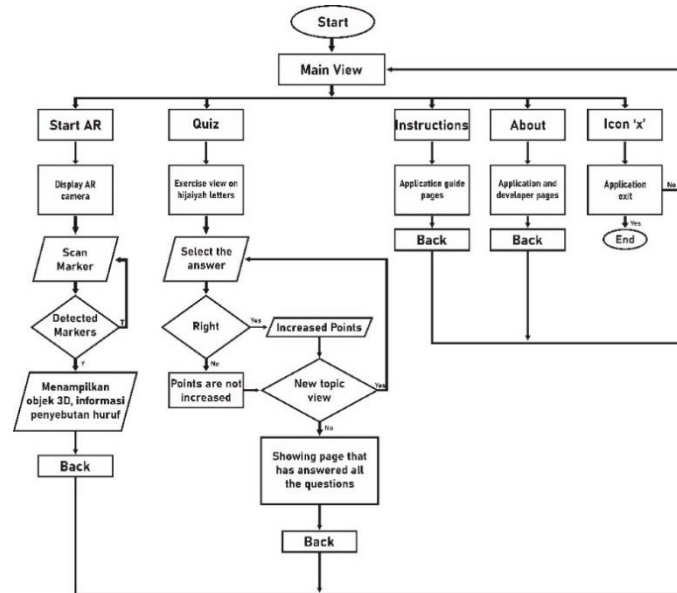 Start
Main View
Start AR
Quiz
Instructions
About
Icon 'x'
Display AR
camera
Exercise view on
hijaiyah letters
Application guide
pages
Application and
developer pages
Application
exit
No
Yes
End
Back
Back
Scan
Marker
Select the
answer
Detected
Markers
T
Right
Yes
Increased Points
Y
No
Menampilkan
objek 3D, informasi
penyebutan huruf
Points are not
increased
New topic
view
Yes
No
Back
Showing page that
has answered all
the questions
Back